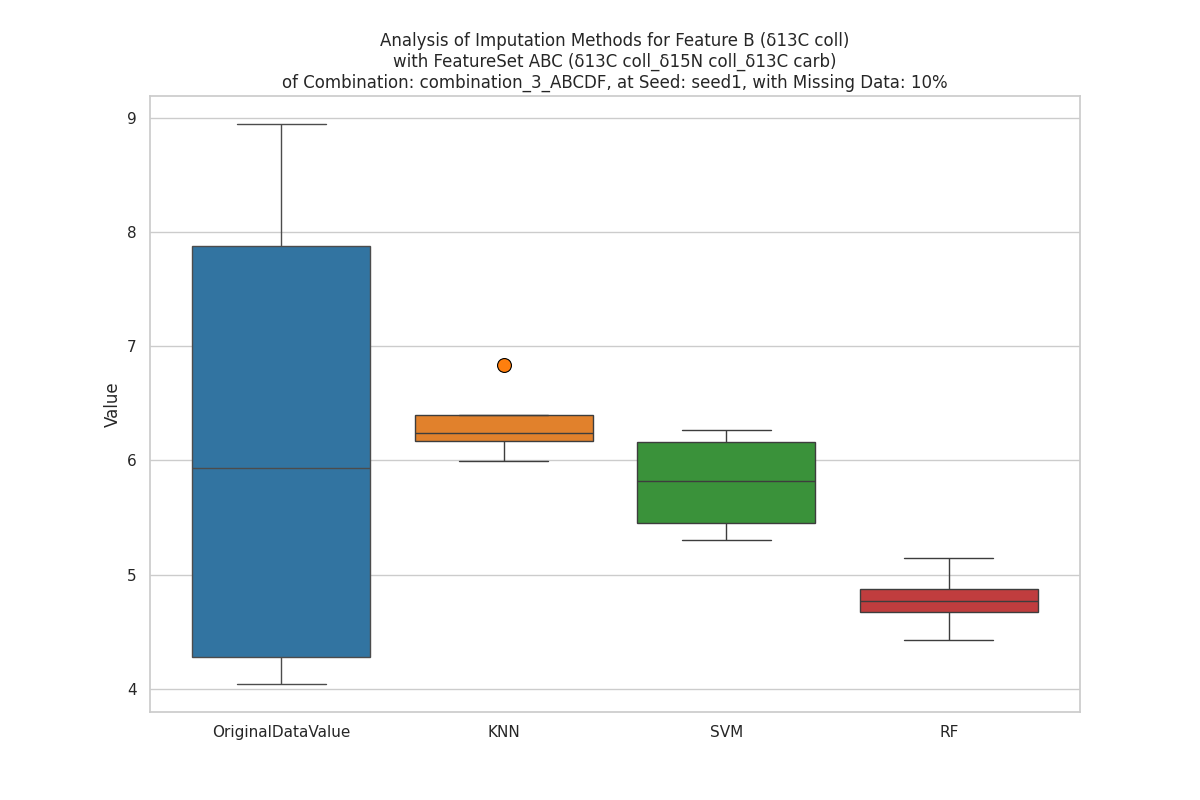 Analysis of Imputation Methods for Feature B (δ13C coll)
with FeatureSet ABC (δ13C coll_δ15N coll_δ13C carb)
of Combination: combination_3_ABCDF, at Seed: seed1, with Missing Data: 10%
9
8
7
6
5
4
Value
OriginalDataValue
KNN
SVM
RF